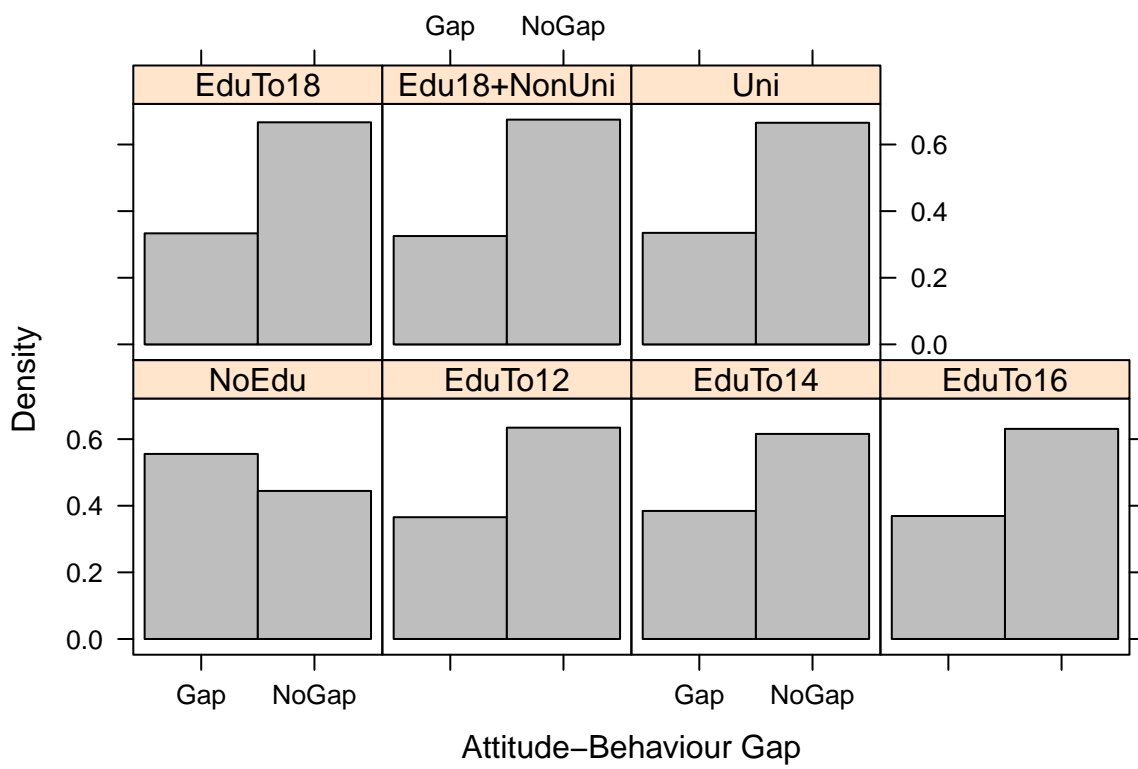 Gap NoGap
EduTo18 Edu18+NonUni Uni
0.6
0.4
0.2
0.0
Density
NoEdu EduTo12 EduTo14 EduTo16
0.6
0.4
0.2
0.0
Gap NoGap Gap NoGap
Attitude−Behaviour Gap